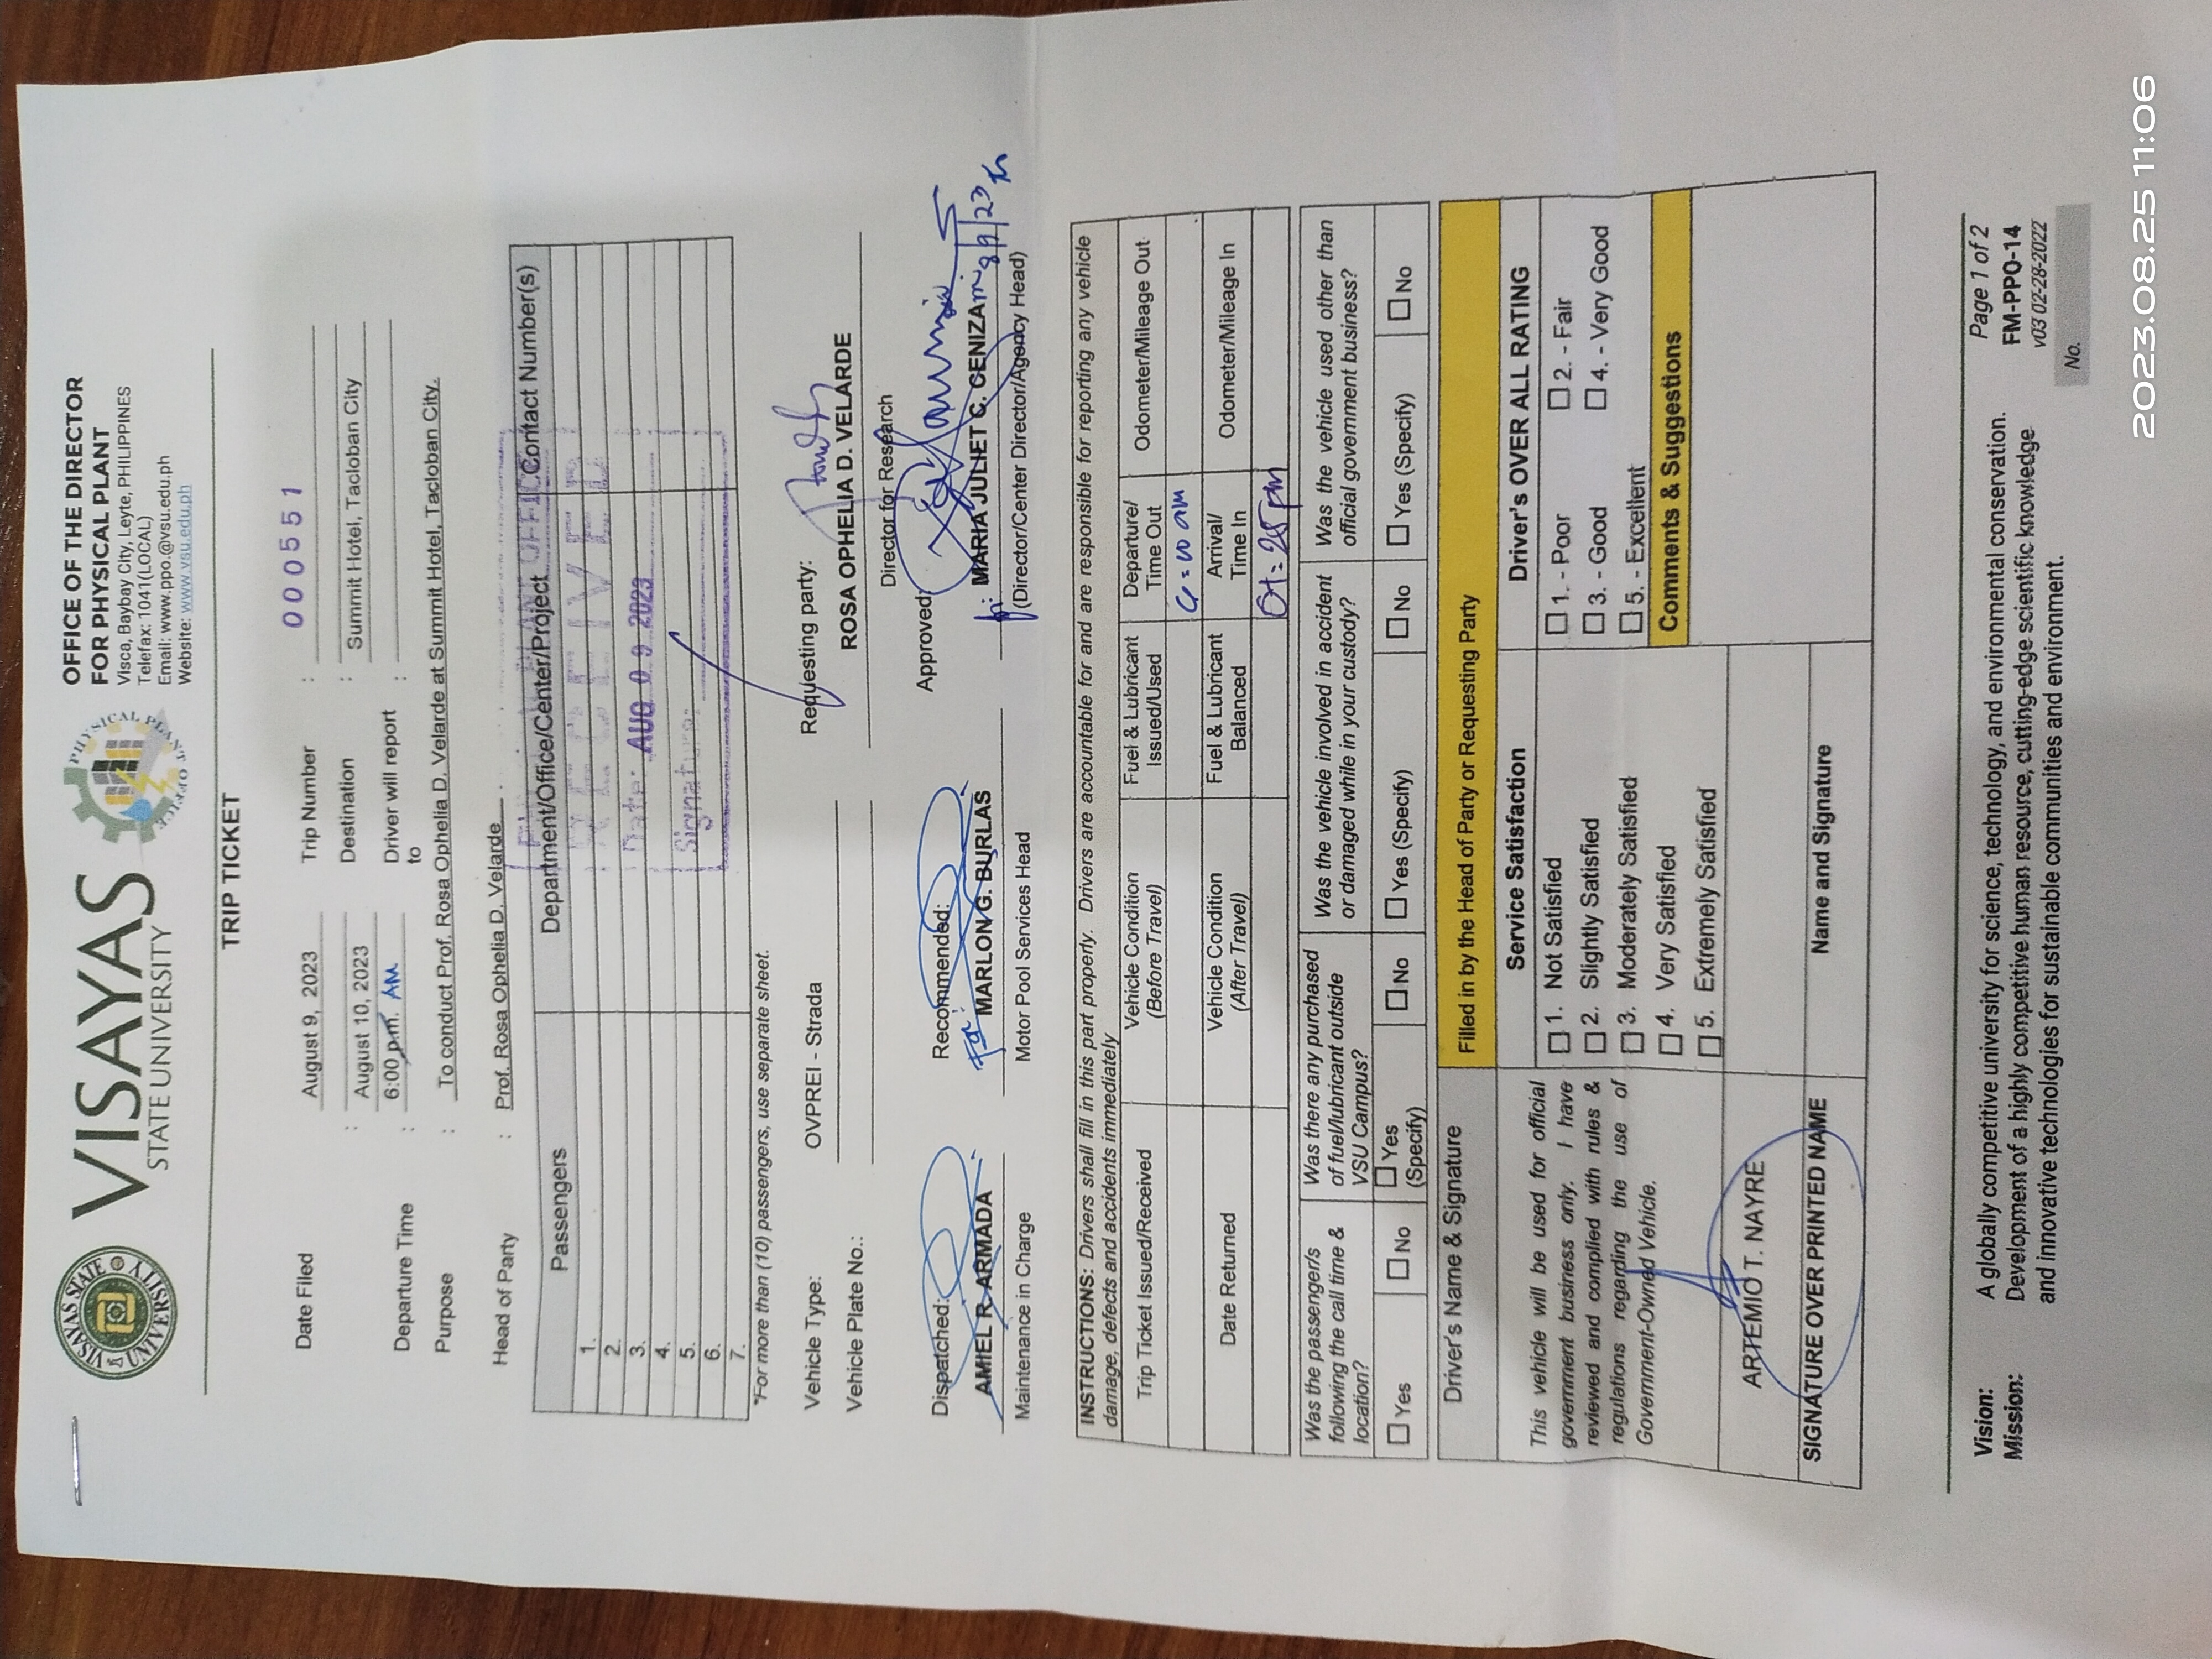 VISAYAS
STATE UNIVERSITY
VISAYAS STATE UNIVERSITY
PHYSICAL PLANT OFFICE
OFFICE OF THE DIRECTOR
FOR PHYSICAL PLANT
Visca, Baybay City, Leyte, PHILIPPINES
Telefax: 1041(LOCAL)
Email: www.ppo.@vsu.edu.ph
Website: www.vsu.edu.ph
TRIP TICKET
Date Filed August 9, 2023 Trip Number : 000551
: August 10, 2023 Destination : Summit Hotel, Tacloban City
Departure Time : 6:00 p.m. AM Driver will report to :
Purpose : To conduct Prof. Rosa Ophelia D. Velarde at Summit Hotel, Tacloban City.
Head of Party : Prof. Rosa Ophelia D. Velarde
Passengers Department/Office/Center/Project Contact Number(s)
1.
2.
3.
4.
5.
6.
7.
Date: AUG 09 2023
Signature:
*For more than (10) passengers, use separate sheet.
Vehicle Type: OVPREI - Strada
Vehicle Plate No.:
Requesting party:
ROSA OPHELIA D. VELARDE
Director for Research
Dispatched: Recommended: Approved:
AMIEL R ARMADA MARLON G. BURLAS MARIA JULIET C. CENIZA
Maintenance in Charge Motor Pool Services Head (Director/Center Director/Agency Head)
INSTRUCTIONS: Drivers shall fill in this part properly. Drivers are accountable for and are responsible for reporting any vehicle
damage, defects and accidents immediately
Trip Ticket Issued/Received Vehicle Condition (Before Travel) Fuel & Lubricant Issued/Used Departure/ Time Out Odometer/Mileage Out
Date Returned Vehicle Condition (After Travel) Fuel & Lubricant Balanced Arrival/ Time In Odometer/Mileage In
01:25 pm
Was the passenger/s following the call time & location? Was there any purchased of fuel/lubricant outside VSU Campus? Was the vehicle involved in accident or damaged while in your custody? Was the vehicle used other than official government business?
☐ Yes ☐ No ☐ Yes (Specify) ☐ No ☐ Yes (Specify) ☐ No ☐ Yes (Specify) ☐ No
Driver's Name & Signature Filled in by the Head of Party or Requesting Party
This vehicle will be used for official
government business only. I have
reviewed and complied with rules &
regulations regarding the use of
Government-Owned Vehicle.
ARTEMIO T. NAYRE
SIGNATURE OVER PRINTED NAME
Service Satisfaction
☐ 1. Not Satisfied
☐ 2. Slightly Satisfied
☐ 3. Moderately Satisfied
☐ 4. Very Satisfied
☐ 5. Extremely Satisfied
Name and Signature
Driver's OVER ALL RATING
☐ 1. - Poor ☐ 2. - Fair
☐ 3. - Good ☐ 4. - Very Good
☐ 5. - Excellent
Comments & Suggestions
Vision: A globally competitive university for science, technology, and environmental conservation.
Mission: Development of a highly competitive human resource, cutting-edge scientific knowledge
and innovative technologies for sustainable communities and environment.
Page 1 of 2
FM-PPO-14
v03 02-28-2022
No.
2023.08.25 11:06